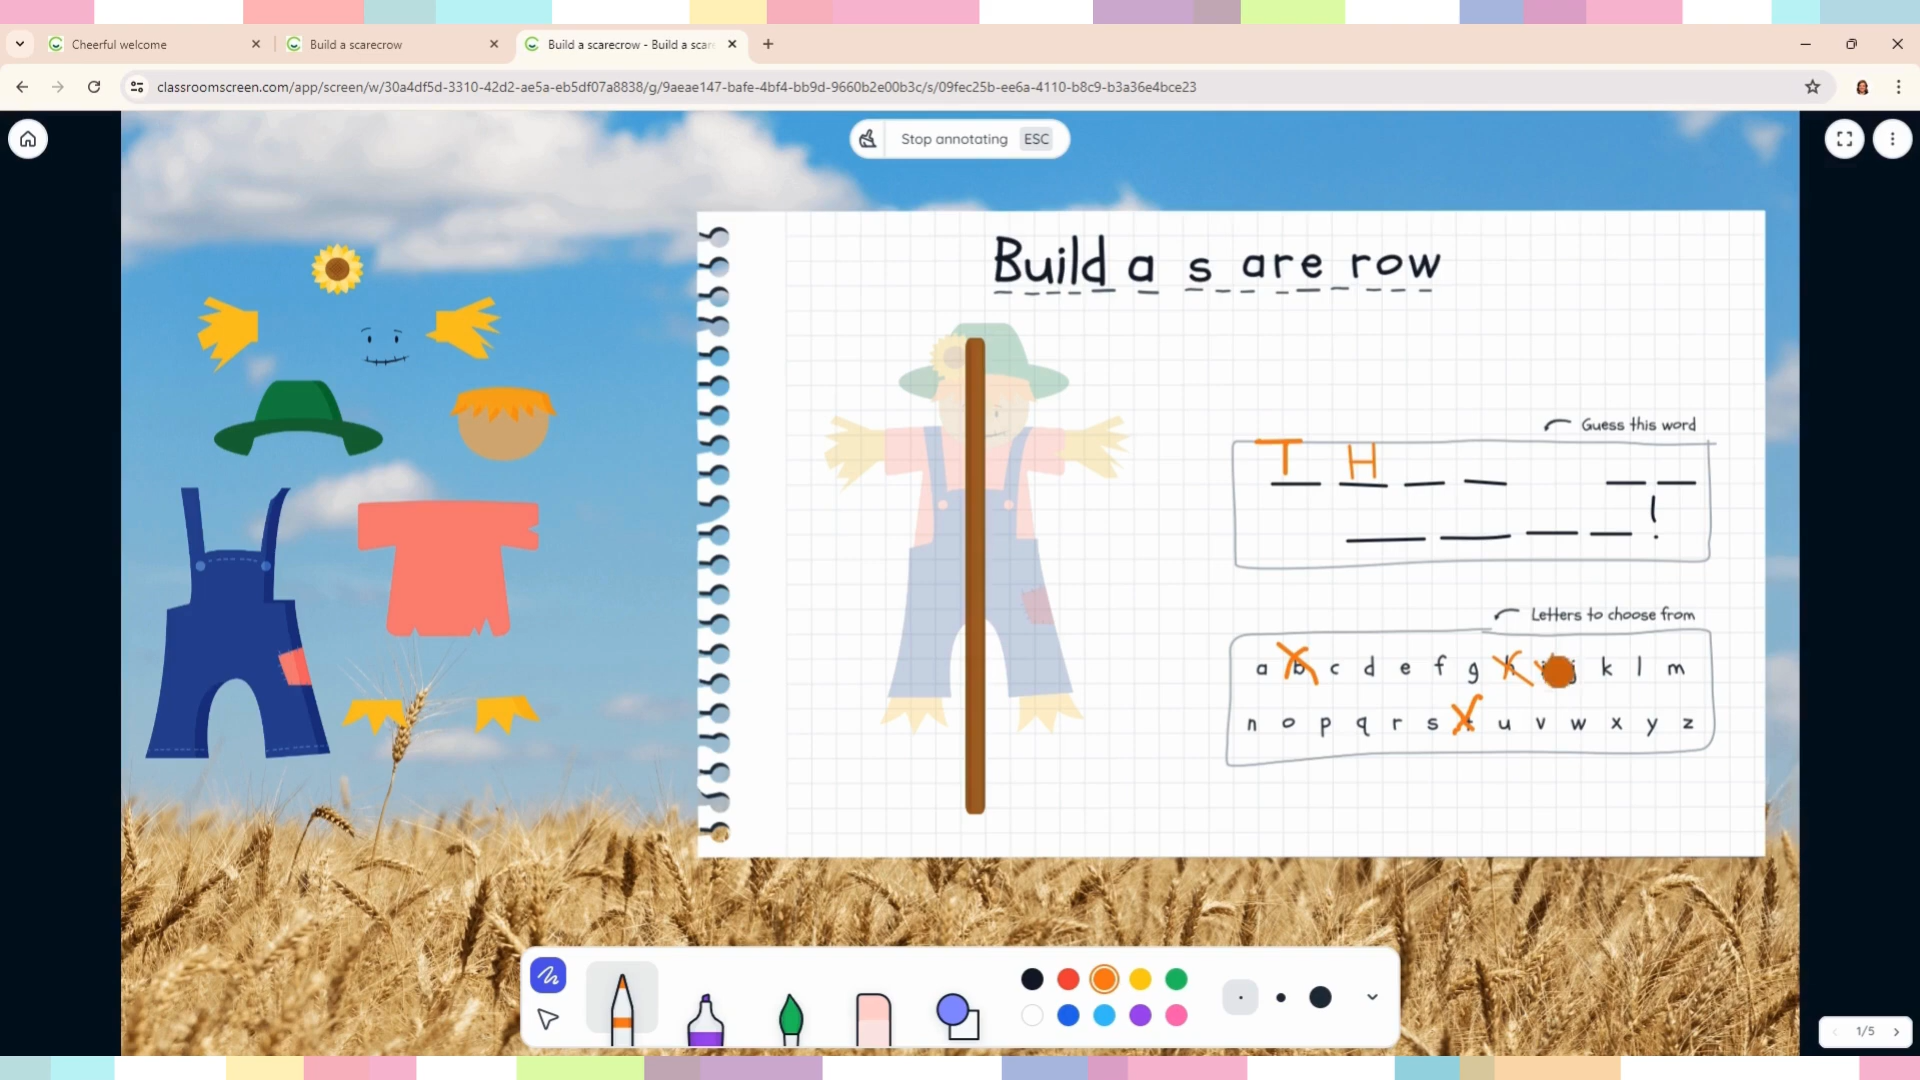 Cheerful welcome
Build a scarecrow
Build a scarecrow - Build a scar
classroomscreen.com/app/screen/w/30a4df5d-3310-42d2-ae5a-eb5df07a8838/g/9aeae147-bafe-4bf4-bb9d-9660b2e00b3c/s/09fec25b-ee6a-4110-b8c9-b3a36e4bce23
Stop annotating ESC
Build a s are row
Guess this word
T H
!
Letters to choose from
a b c d e f g h j k l m
n o p q r s t u v w x y z
1/5